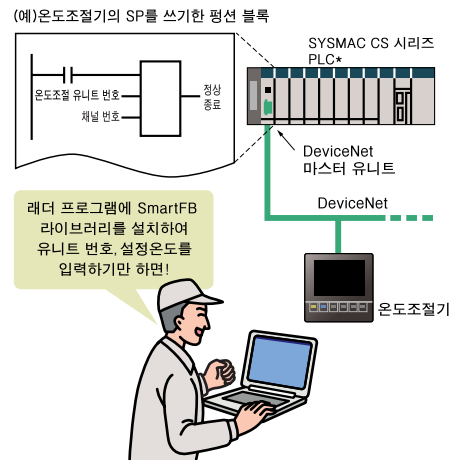 (예)온도조절기의 SP를 쓰기한 펑션 블록
SYSMAC CS 시리즈
PLC*
온도조절 유니트 번호
채널 번호
정상
종료
DeviceNet
마스터 유니트
DeviceNet
래더 프로그램에 SmartFB
라이브러리를 설치하여
유니트 번호, 설정온도를
입력하기만 하면!
온도조절기